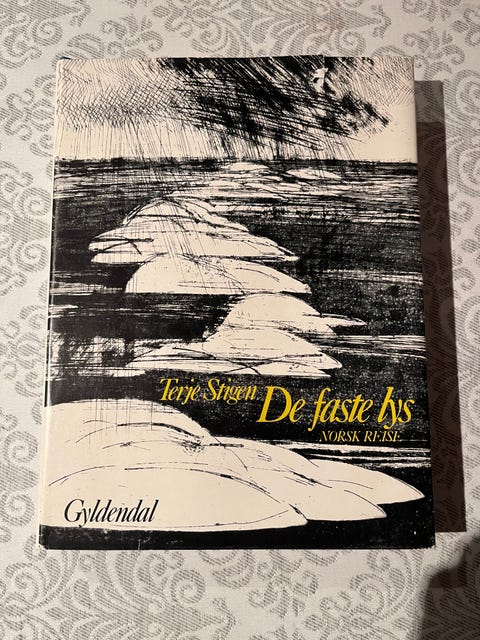 Terje Stigen De faste lys
NORSK REISE
Gyldendal